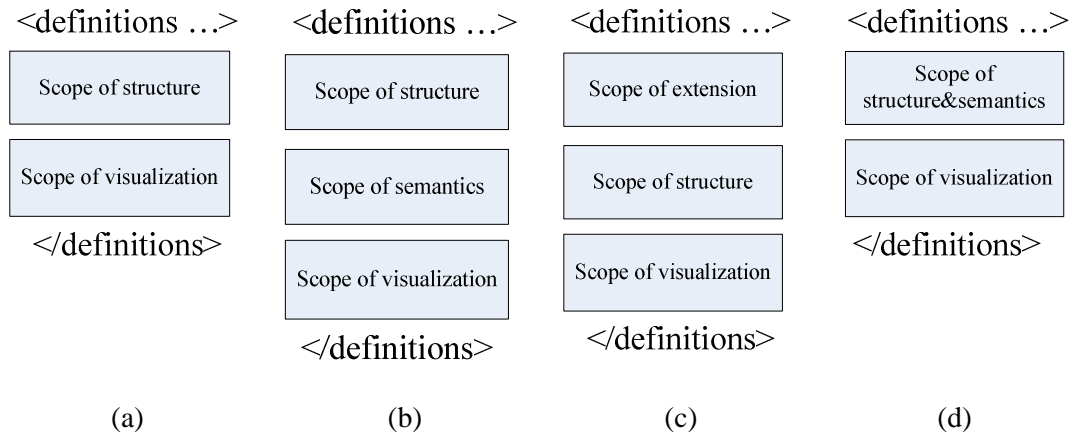 <definitions …>
Scope of structure
Scope of visualization
</definitions>
(a)
<definitions …>
Scope of structure
Scope of semantics
Scope of visualization
</definitions>
(b)
<definitions …>
Scope of extension
Scope of structure
Scope of visualization
</definitions>
(c)
<definitions …>
Scope of
structure&semantics
Scope of visualization
</definitions>
(d)